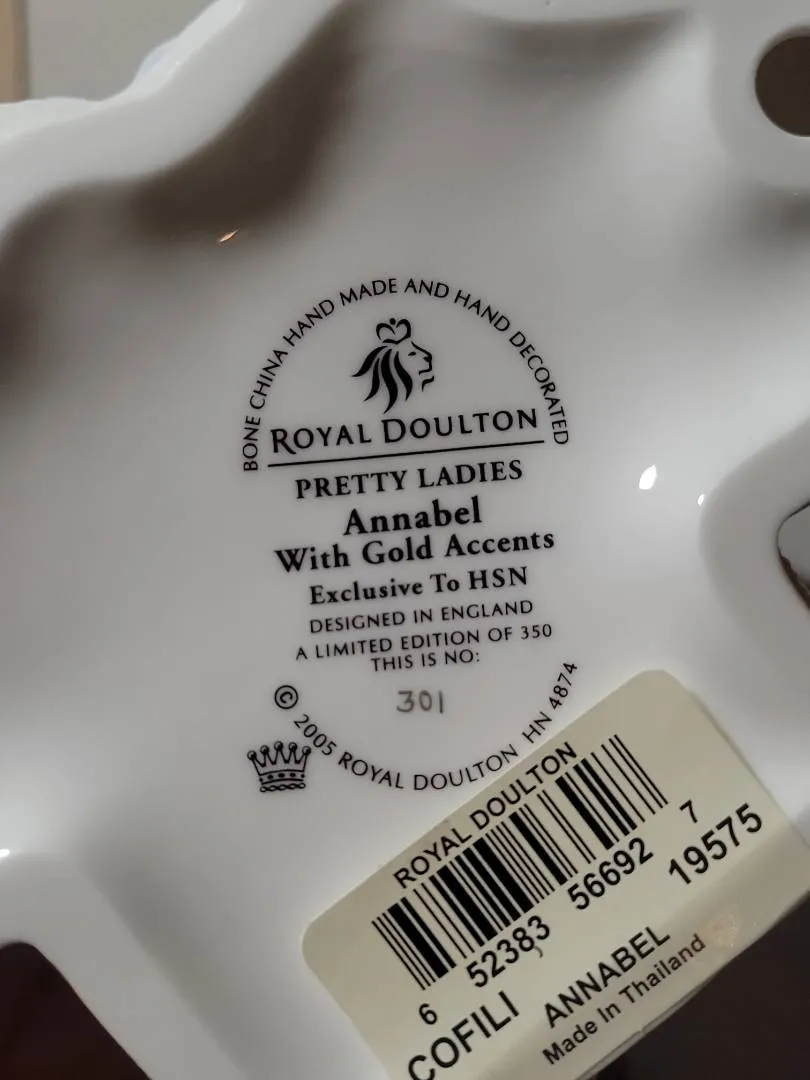 BONE CHINA HAND MADE AND HAND DECORATED
ROYAL DOULTON
PRETTY LADIES
Annabel
With Gold Accents
Exclusive To HSN
DESIGNED IN ENGLAND
A LIMITED EDITION OF 350
THIS IS NO:
301
© 2005 ROYAL DOULTON HN 4874
ROYAL DOULTON
6 52383 56692 7
19575
COFILI ANNABEL
Made In Thailand